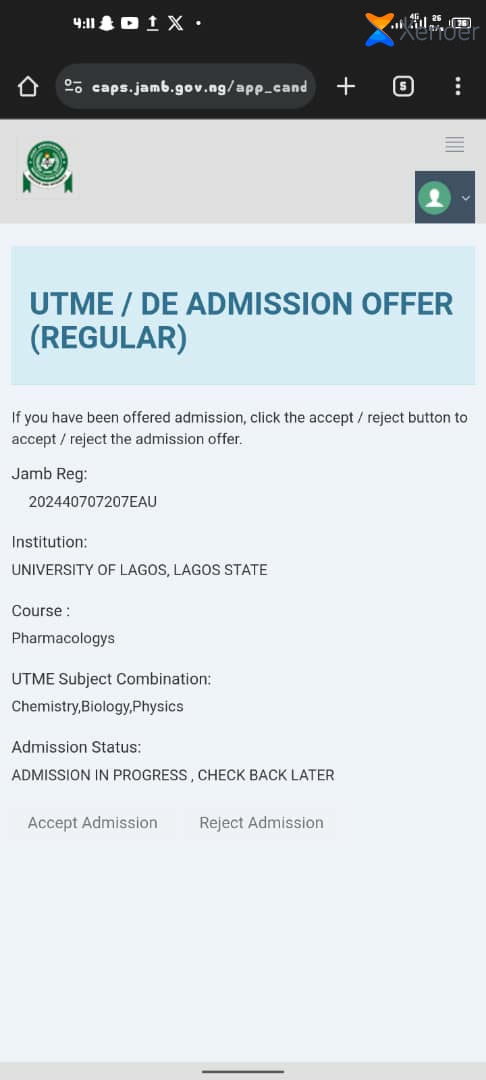 4:11
4G
26
26
Xender
caps.jamb.gov.ng/app_cand
5
UTME / DE ADMISSION OFFER
(REGULAR)
If you have been offered admission, click the accept / reject button to
accept / reject the admission offer.
Jamb Reg:
202440707207EAU
Institution:
UNIVERSITY OF LAGOS, LAGOS STATE
Course :
Pharmacologys
UTME Subject Combination:
Chemistry,Biology,Physics
Admission Status:
ADMISSION IN PROGRESS , CHECK BACK LATER
Accept Admission Reject Admission